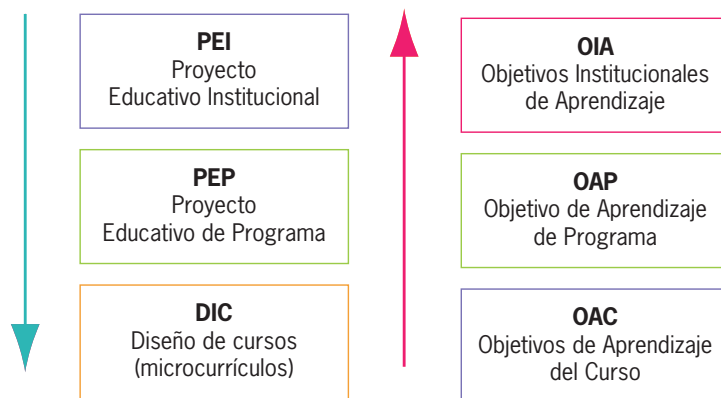 PEI
Proyecto
Educativo Institucional
PEP
Proyecto
Educativo de Programa
DIC
Diseño de cursos
(microcurrículos)
OIA
Objetivos Institucionales
de Aprendizaje
OAP
Objetivo de Aprendizaje
de Programa
OAC
Objetivos de Aprendizaje
del Curso